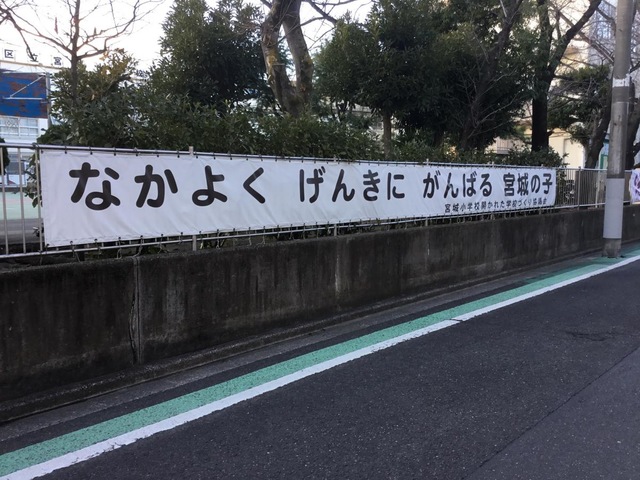 なかよく げんきに がんばる 宮城の子
宮城小学校開かれた学校づくり協議会